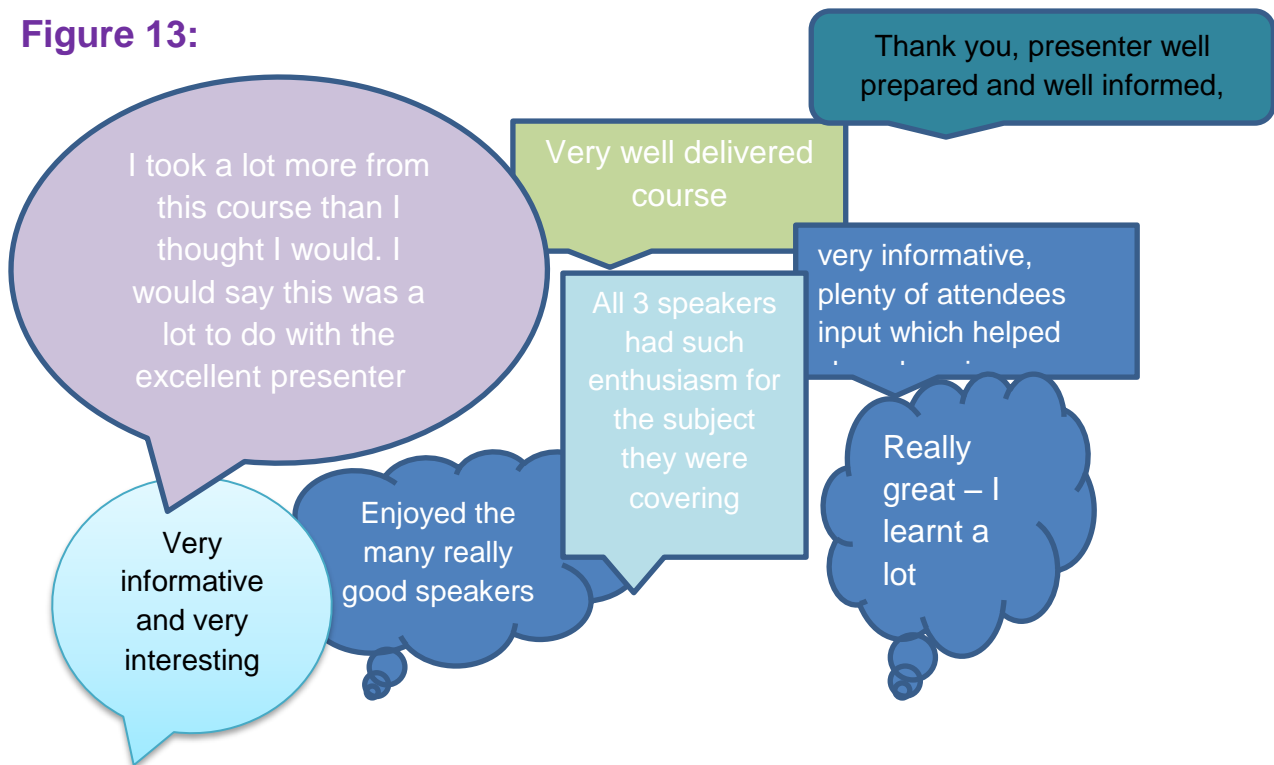 Figure 13:
Thank you, presenter well
prepared and well informed,
I took a lot more from
this course than I
thought I would. I
would say this was a
lot to do with the
excellent presenter
Very well delivered
course
very informative,
plenty of attendees
input which helped
All 3 speakers
had such
enthusiasm for
the subject
they were
covering
Really
great – I
learnt a
lot
Enjoyed the
many really
good speakers
Very
informative
and very
interesting